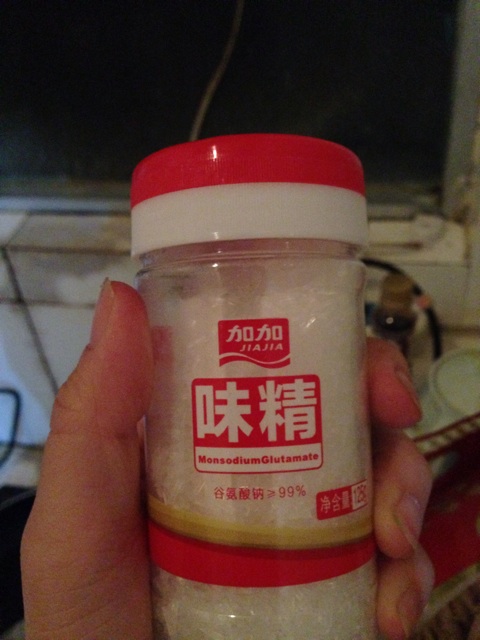 加加
JIAJIA
味精
MonsodiumGlutamate
谷氨酸钠≥99%
净含量